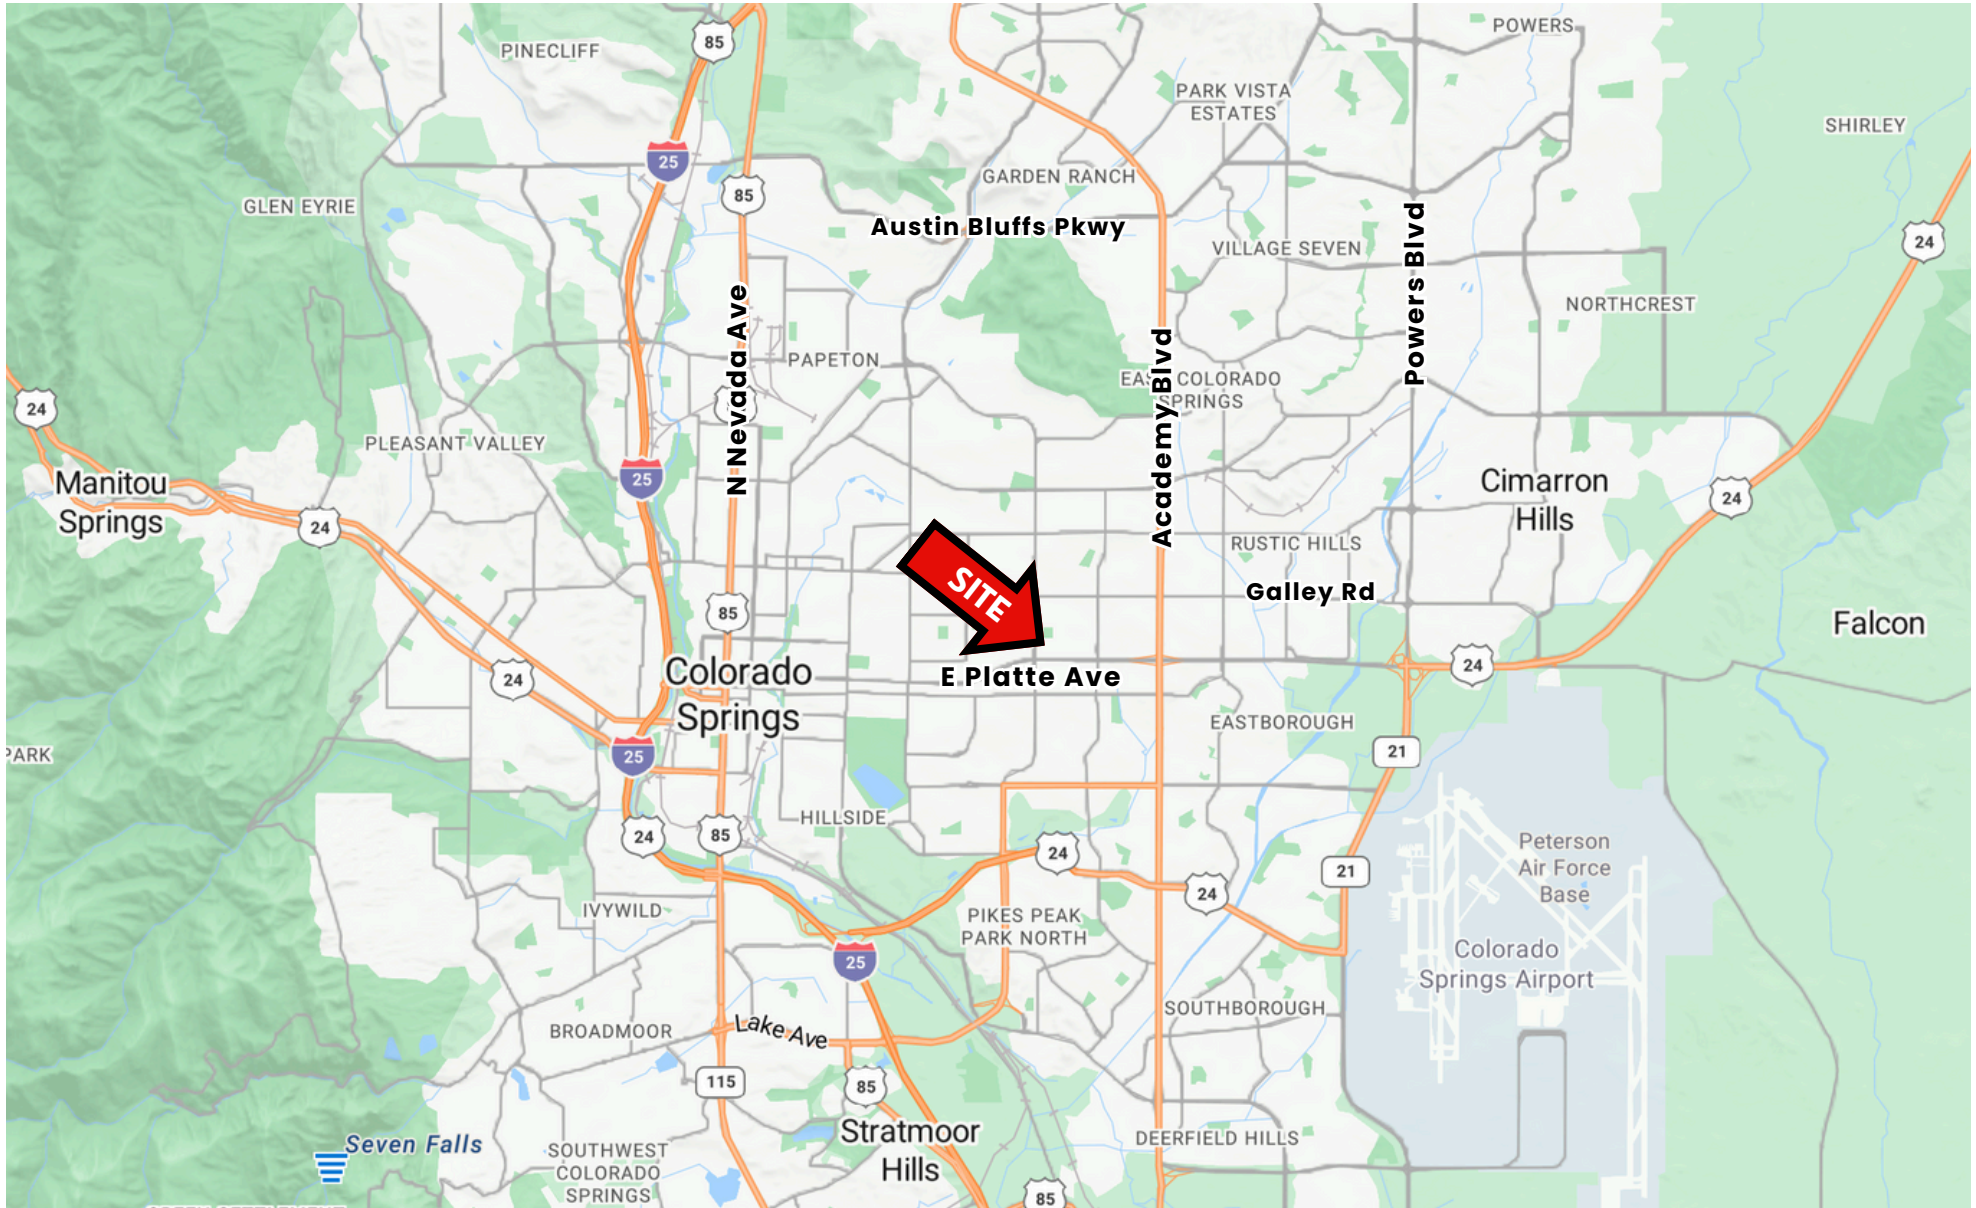 POWERS
85
PINECLIFF
PARK VISTA
ESTATES
SHIRLEY
25
GARDEN RANCH
85
GLEN EYRIE
Austin Bluffs Pkwy
Powers Blvd
VILLAGE SEVEN
24
NORTHCREST
N Nevada Ave
PAPETON
Academy Blvd
COLORADO
SPRINGS
24
PLEASANT VALLEY
25
Manitou
Springs
Cimarron
Hills
24
24
RUSTIC HILLS
SITE
Galley Rd
85
Falcon
24
Colorado
Springs
E Platte Ave
24
EASTBOROUGH
25
21
PARK
HILLSIDE
24
85
24
Peterson
Air Force
Base
21
24
IVYWILD
PIKES PEAK
PARK NORTH
25
Colorado
Springs Airport
SOUTHBOROUGH
BROADMOOR
Lake Ave
115
85
Stratmoor
Hills
DEERFIELD HILLS
Seven Falls
SOUTHWEST
COLORADO
SPRINGS
85